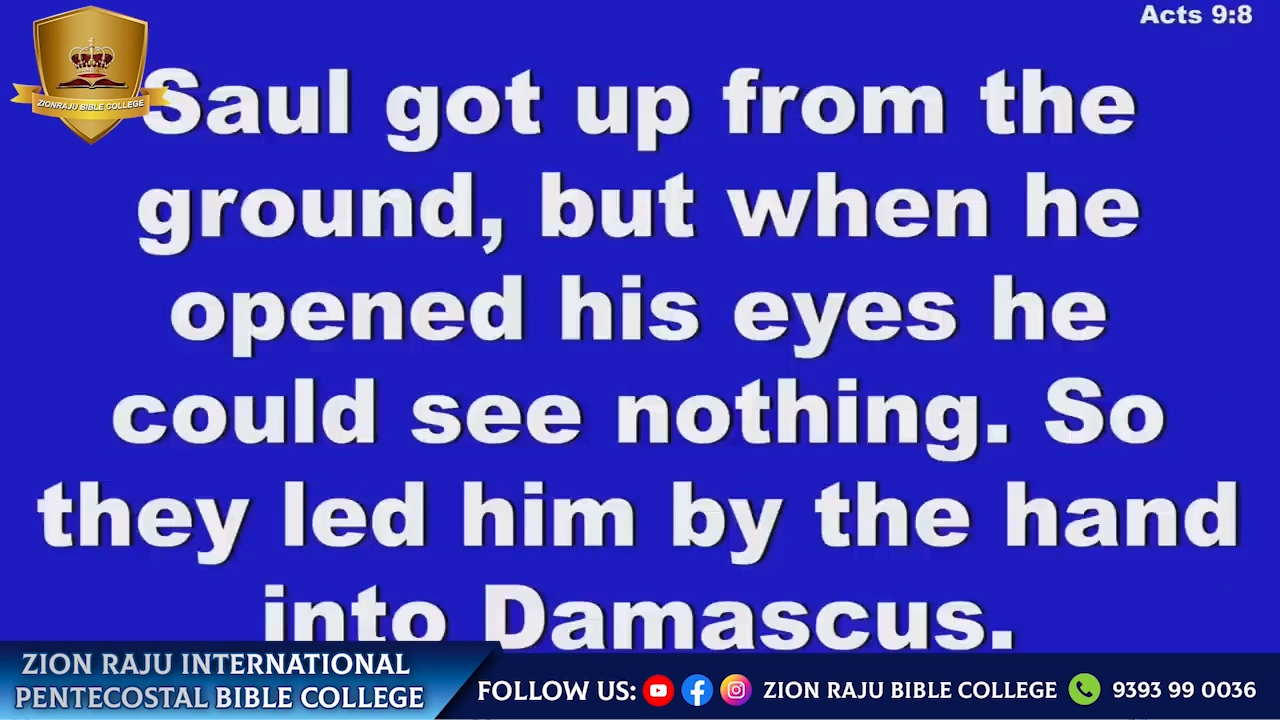 Acts 9:8
ZIONRAJU BIBLE COLLEGE
Saul got up from the
ground, but when he
opened his eyes he
could see nothing. So
they led him by the hand
into Damascus.
ZION RAJU INTERNATIONAL
PENTECOSTAL BIBLE COLLEGE
FOLLOW US: ZION RAJU BIBLE COLLEGE 9393 99 0036